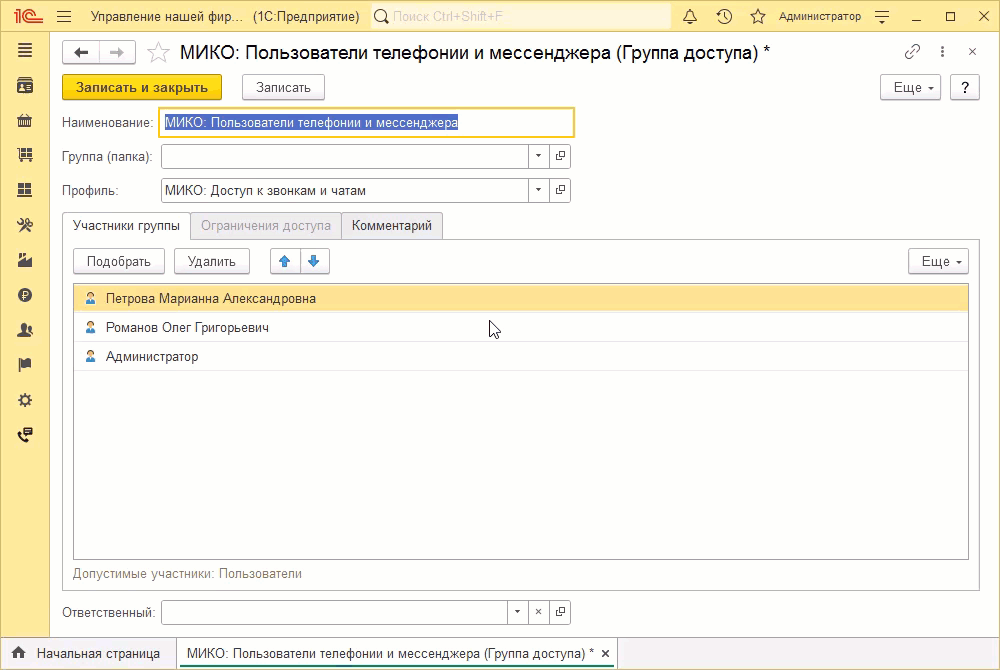 1С Управление нашей фир... (1С:Предприятие) Поиск Ctrl+Shift+F Администратор
МИКО: Пользователи телефонии и мессенджера (Группа доступа) *
Записать и закрыть Записать Еще ?
Наименование: МИКО: Пользователи телефонии и мессенджера
Группа (папка):
Профиль: МИКО: Доступ к звонкам и чатам
Участники группы Ограничения доступа Комментарий
Подобрать Удалить Еще
Петрова Марианна Александровна
Романов Олег Григорьевич
Администратор
Допустимые участники: Пользователи
Ответственный:
Начальная страница МИКО: Пользователи телефонии и мессенджера (Группа доступа) *